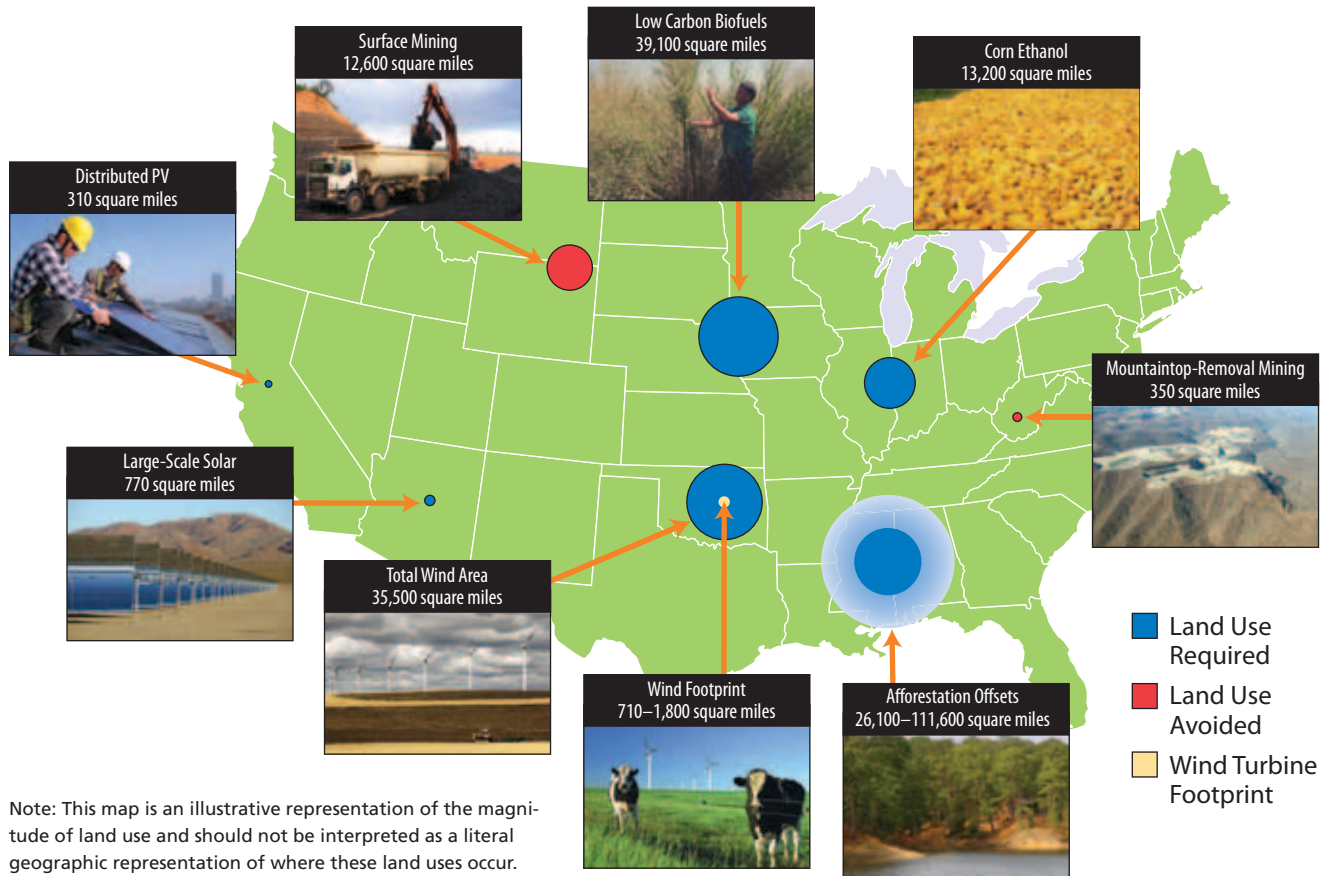 Surface Mining
12,600 square miles
Low Carbon Biofuels
39,100 square miles
Corn Ethanol
13,200 square miles
Distributed PV
310 square miles
Mountaintop-Removal Mining
350 square miles
Large-Scale Solar
770 square miles
Total Wind Area
35,500 square miles
Wind Footprint
710–1,800 square miles
Afforestation Offsets
26,100–111,600 square miles
Land Use
Required
Land Use
Avoided
Wind Turbine
Footprint
Note: This map is an illustrative representation of the magni-
tude of land use and should not be interpreted as a literal
geographic representation of where these land uses occur.